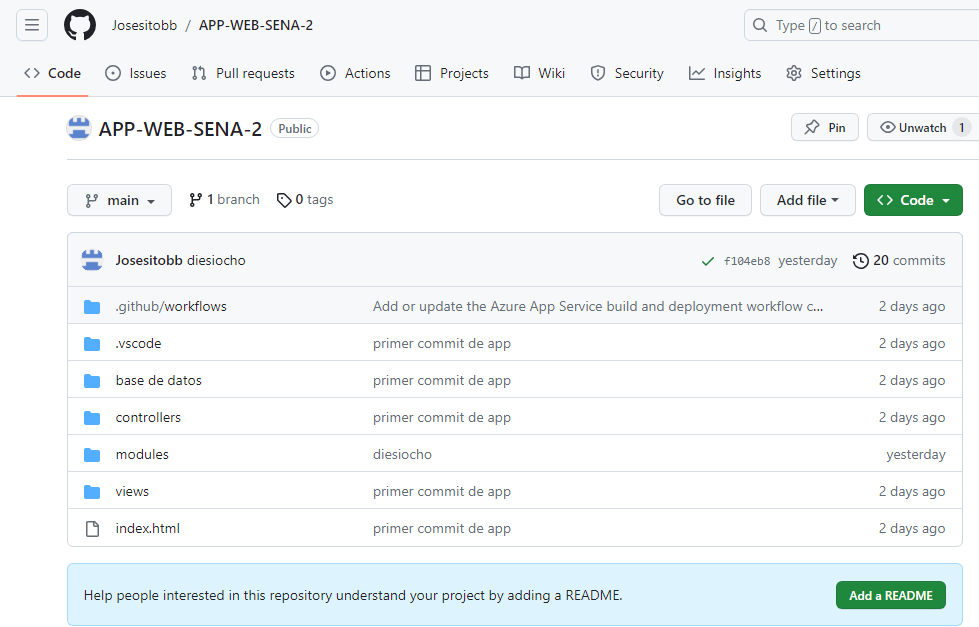 Josesitobb / APP-WEB-SENA-2
Type / to search
Code Issues Pull requests Actions Projects Wiki Security Insights Settings
APP-WEB-SENA-2 Public
Pin
Unwatch 1
main
1 branch
0 tags
Go to file
Add file
Code
Josesitobb diesiocho f104eb8 yesterday 20 commits
.github/workflows Add or update the Azure App Service build and deployment workflow c... 2 days ago
.vscode primer commit de app 2 days ago
base de datos primer commit de app 2 days ago
controllers primer commit de app 2 days ago
modules diesiocho yesterday
views primer commit de app 2 days ago
index.html primer commit de app 2 days ago
Help people interested in this repository understand your project by adding a README.
Add a README